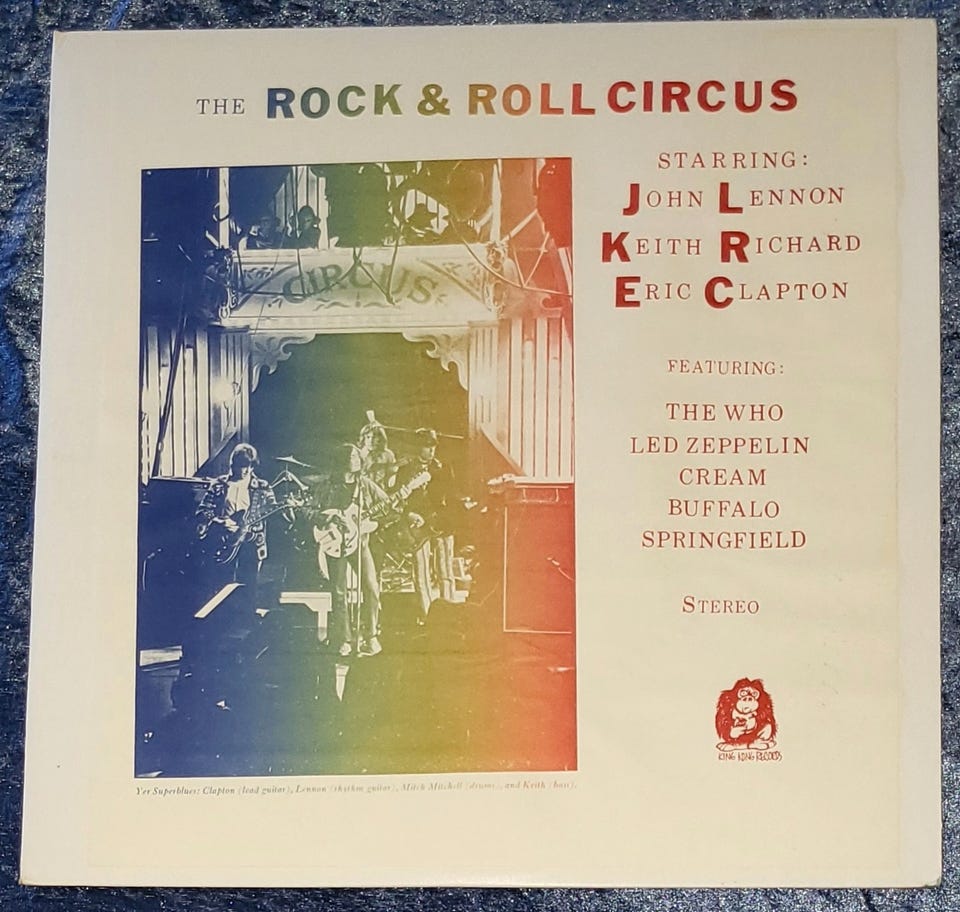 THE ROCK & ROLL CIRCUS
CIRCUS
STARRING:
JOHN LENNON
KEITH RICHARD
ERIC CLAPTON
FEATURING:
THE WHO
LED ZEPPELIN
CREAM
BUFFALO
SPRINGFIELD
STEREO
KING KONG RECORDS
Yer Superblues: Clapton (lead guitar), Lennon (rhythm guitar), Mitch Mitchell (drums), and Keith (bass).